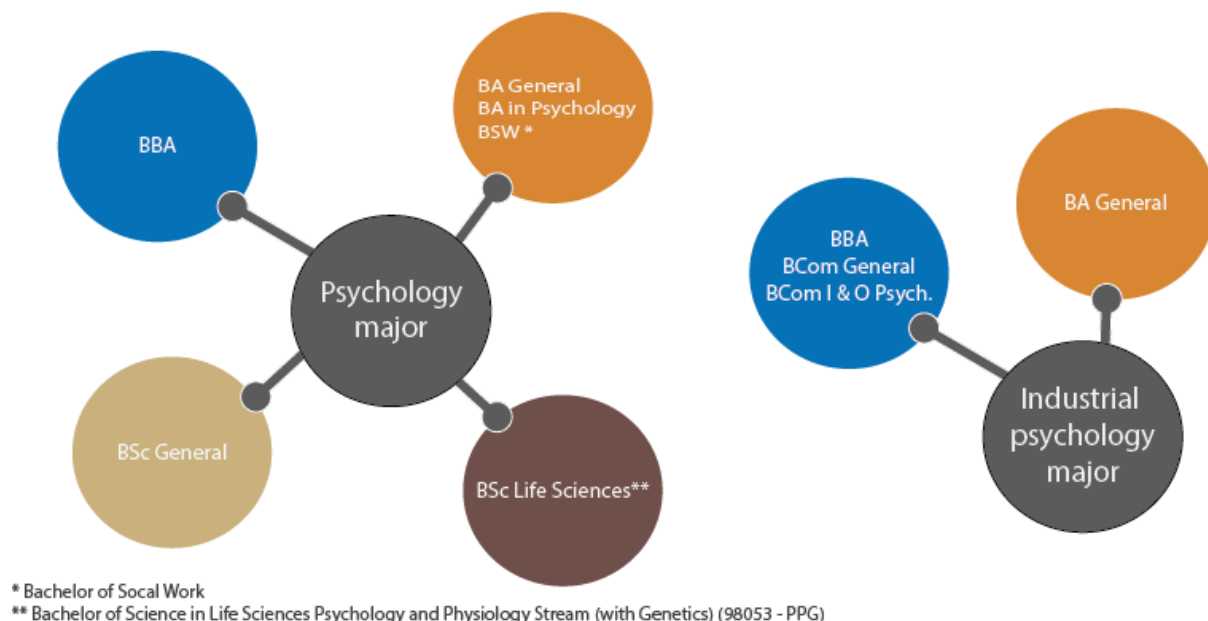 BBA
BA General
BA in Psychology
BSW *
Psychology
major
BSc General
BSc Life Sciences**
BBA
BCom General
BCom I & O Psych.
BA General
Industrial
psychology
major
* Bachelor of Socal Work
** Bachelor of Science in Life Sciences Psychology and Physiology Stream (with Genetics) (98053 - PPG)